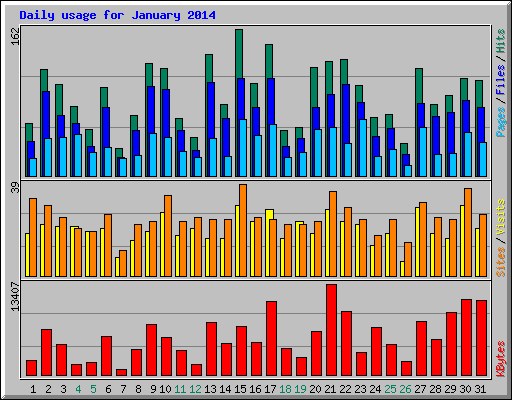 Daily usage for January 2014
162
Pages / Files / Hits
39
Sites / Visits
13407
KBytes
1 2 3 4 5 6 7 8 9 10 11 12 13 14 15 16 17 18 19 20 21 22 23 24 25 26 27 28 29 30 31